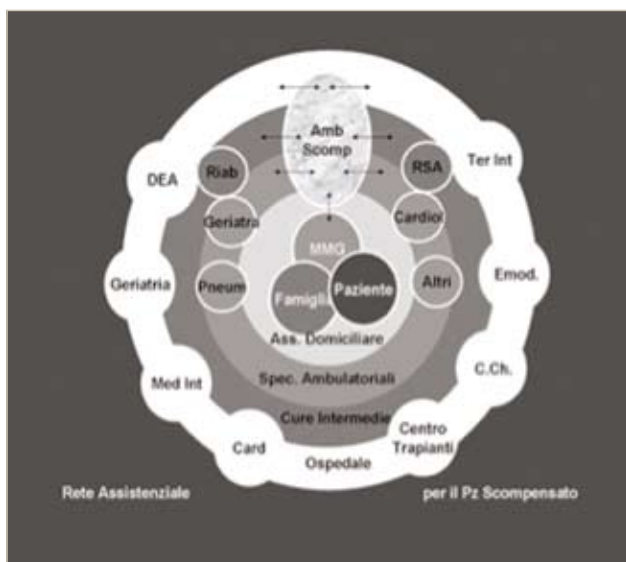 Amb
Scomp
DEA
Riab
RSA
Ter Int
Geriatra
Cardiol
MMG
Geriatria
Pneum
Famiglia
Paziente
Altri
Emod.
Ass. Domiciliare
Med Int
Spec. Ambulatoriali
C.Ch.
Cure Intermedie
Card
Centro
Trapianti
Ospedale
Rete Assistenziale
per il Pz Scompensato